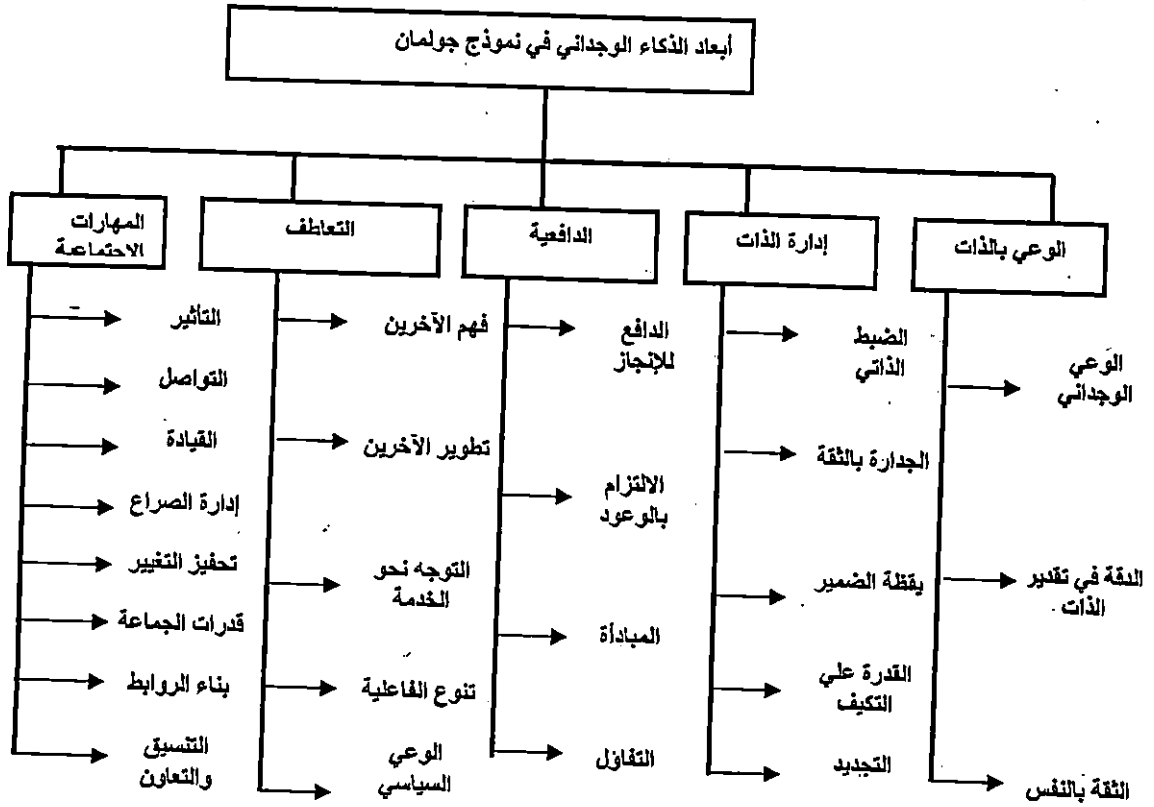 أبعاد الذكاء الوجداني في نموذج جولمان
الوعي بالذات
الوعي
الوجداني
الدقة في تقدير
الذات
الثقة بالنفس
إدارة الذات
الضبط
الذاتي
الجدارة بالثقة
يقظة الضمير
القدرة علي
التكيف
التجديد
الدافعية
الدافع
للإنجاز
الالتزام
بالوعود
المبادأة
التفاؤل
التعاطف
فهم الآخرين
تطوير الآخرين
التوجه نحو
الخدمة
تنوع الفاعلية
الوعي
السياسي
المهارات
الاجتماعية
التأثير
التواصل
القيادة
إدارة الصراع
تحفيز التغيير
قدرات الجماعة
بناء الروابط
التنسيق
والتعاون